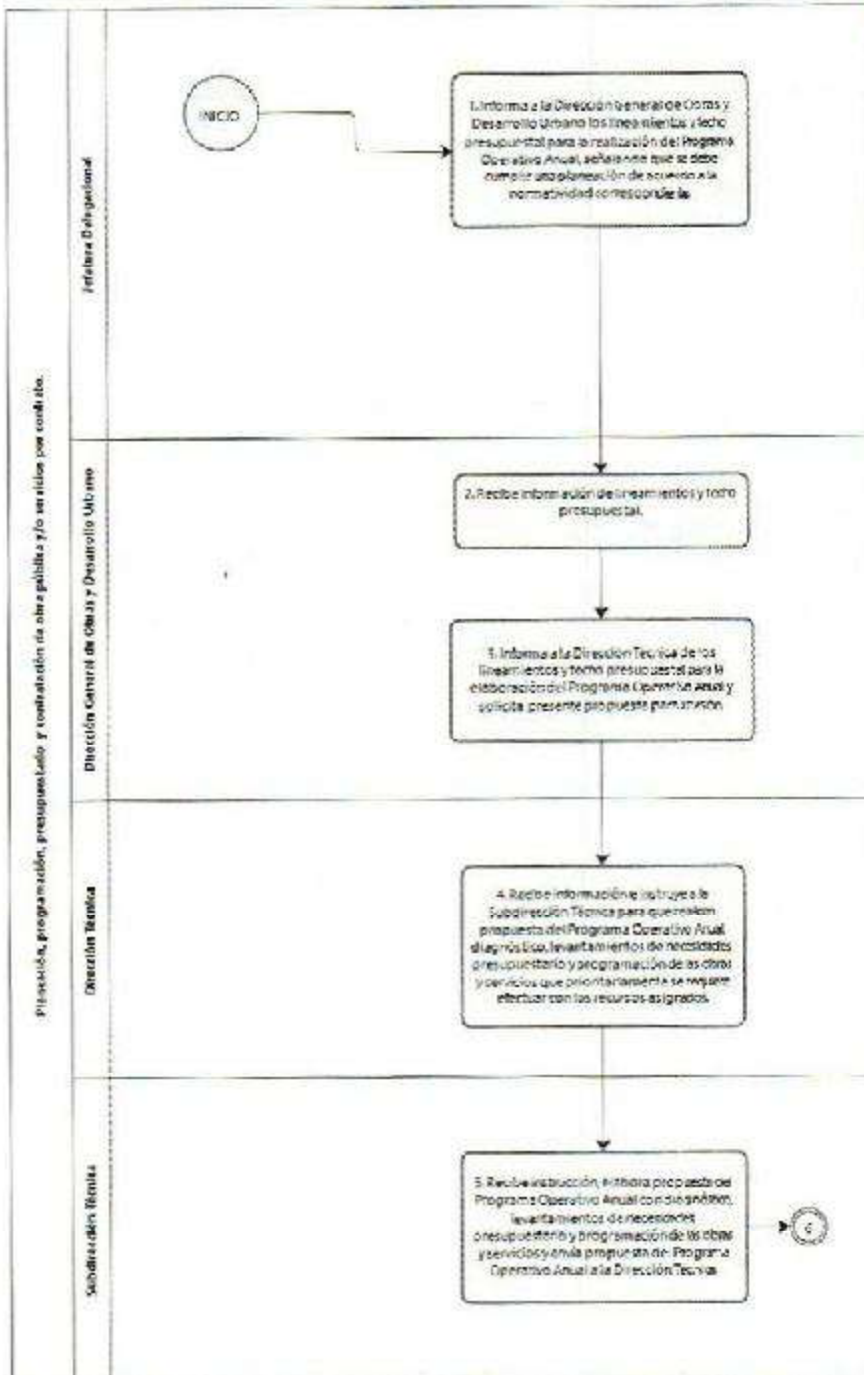 Planeación, programación, presupuestado y contratación de obra pública y/o servicios por contrato.
Jefatura Delegacional
INICIO
1. Informa a la Dirección General de Obras y
Desarrollo Urbano los lineamientos y techo
presupuestal para la realización del Programa
Operativo Anual, señalando que se debe
cumplir una planeación de acuerdo a la
normatividad correspondiente
Dirección General de Obras y Desarrollo Urbano
2. Recibe información de lineamientos y techo
presupuestal.
3. Informa a la Dirección Técnica de los
lineamientos y techo presupuestal para la
elaboración del Programa Operativo Anual y
solicita presente propuesta para
Dirección Técnica
4. Recibe información e instruye a la
Subdirección Técnica para que realicen
propuesta del Programa Operativo Anual
diagnóstico, levantamientos de necesidades
presupuestario y programación de las obras
y servicios que prioritariamente se requiere
efectuar con los recursos asignados.
Subdirección Técnica
5. Recibe instrucción, elabora propuesta del
Programa Operativo Anual con diagnóstico,
levantamientos de necesidades
presupuestario y programación de las obras
y servicios y envía propuesta del Programa
Operativo Anual a la Dirección Técnica
6